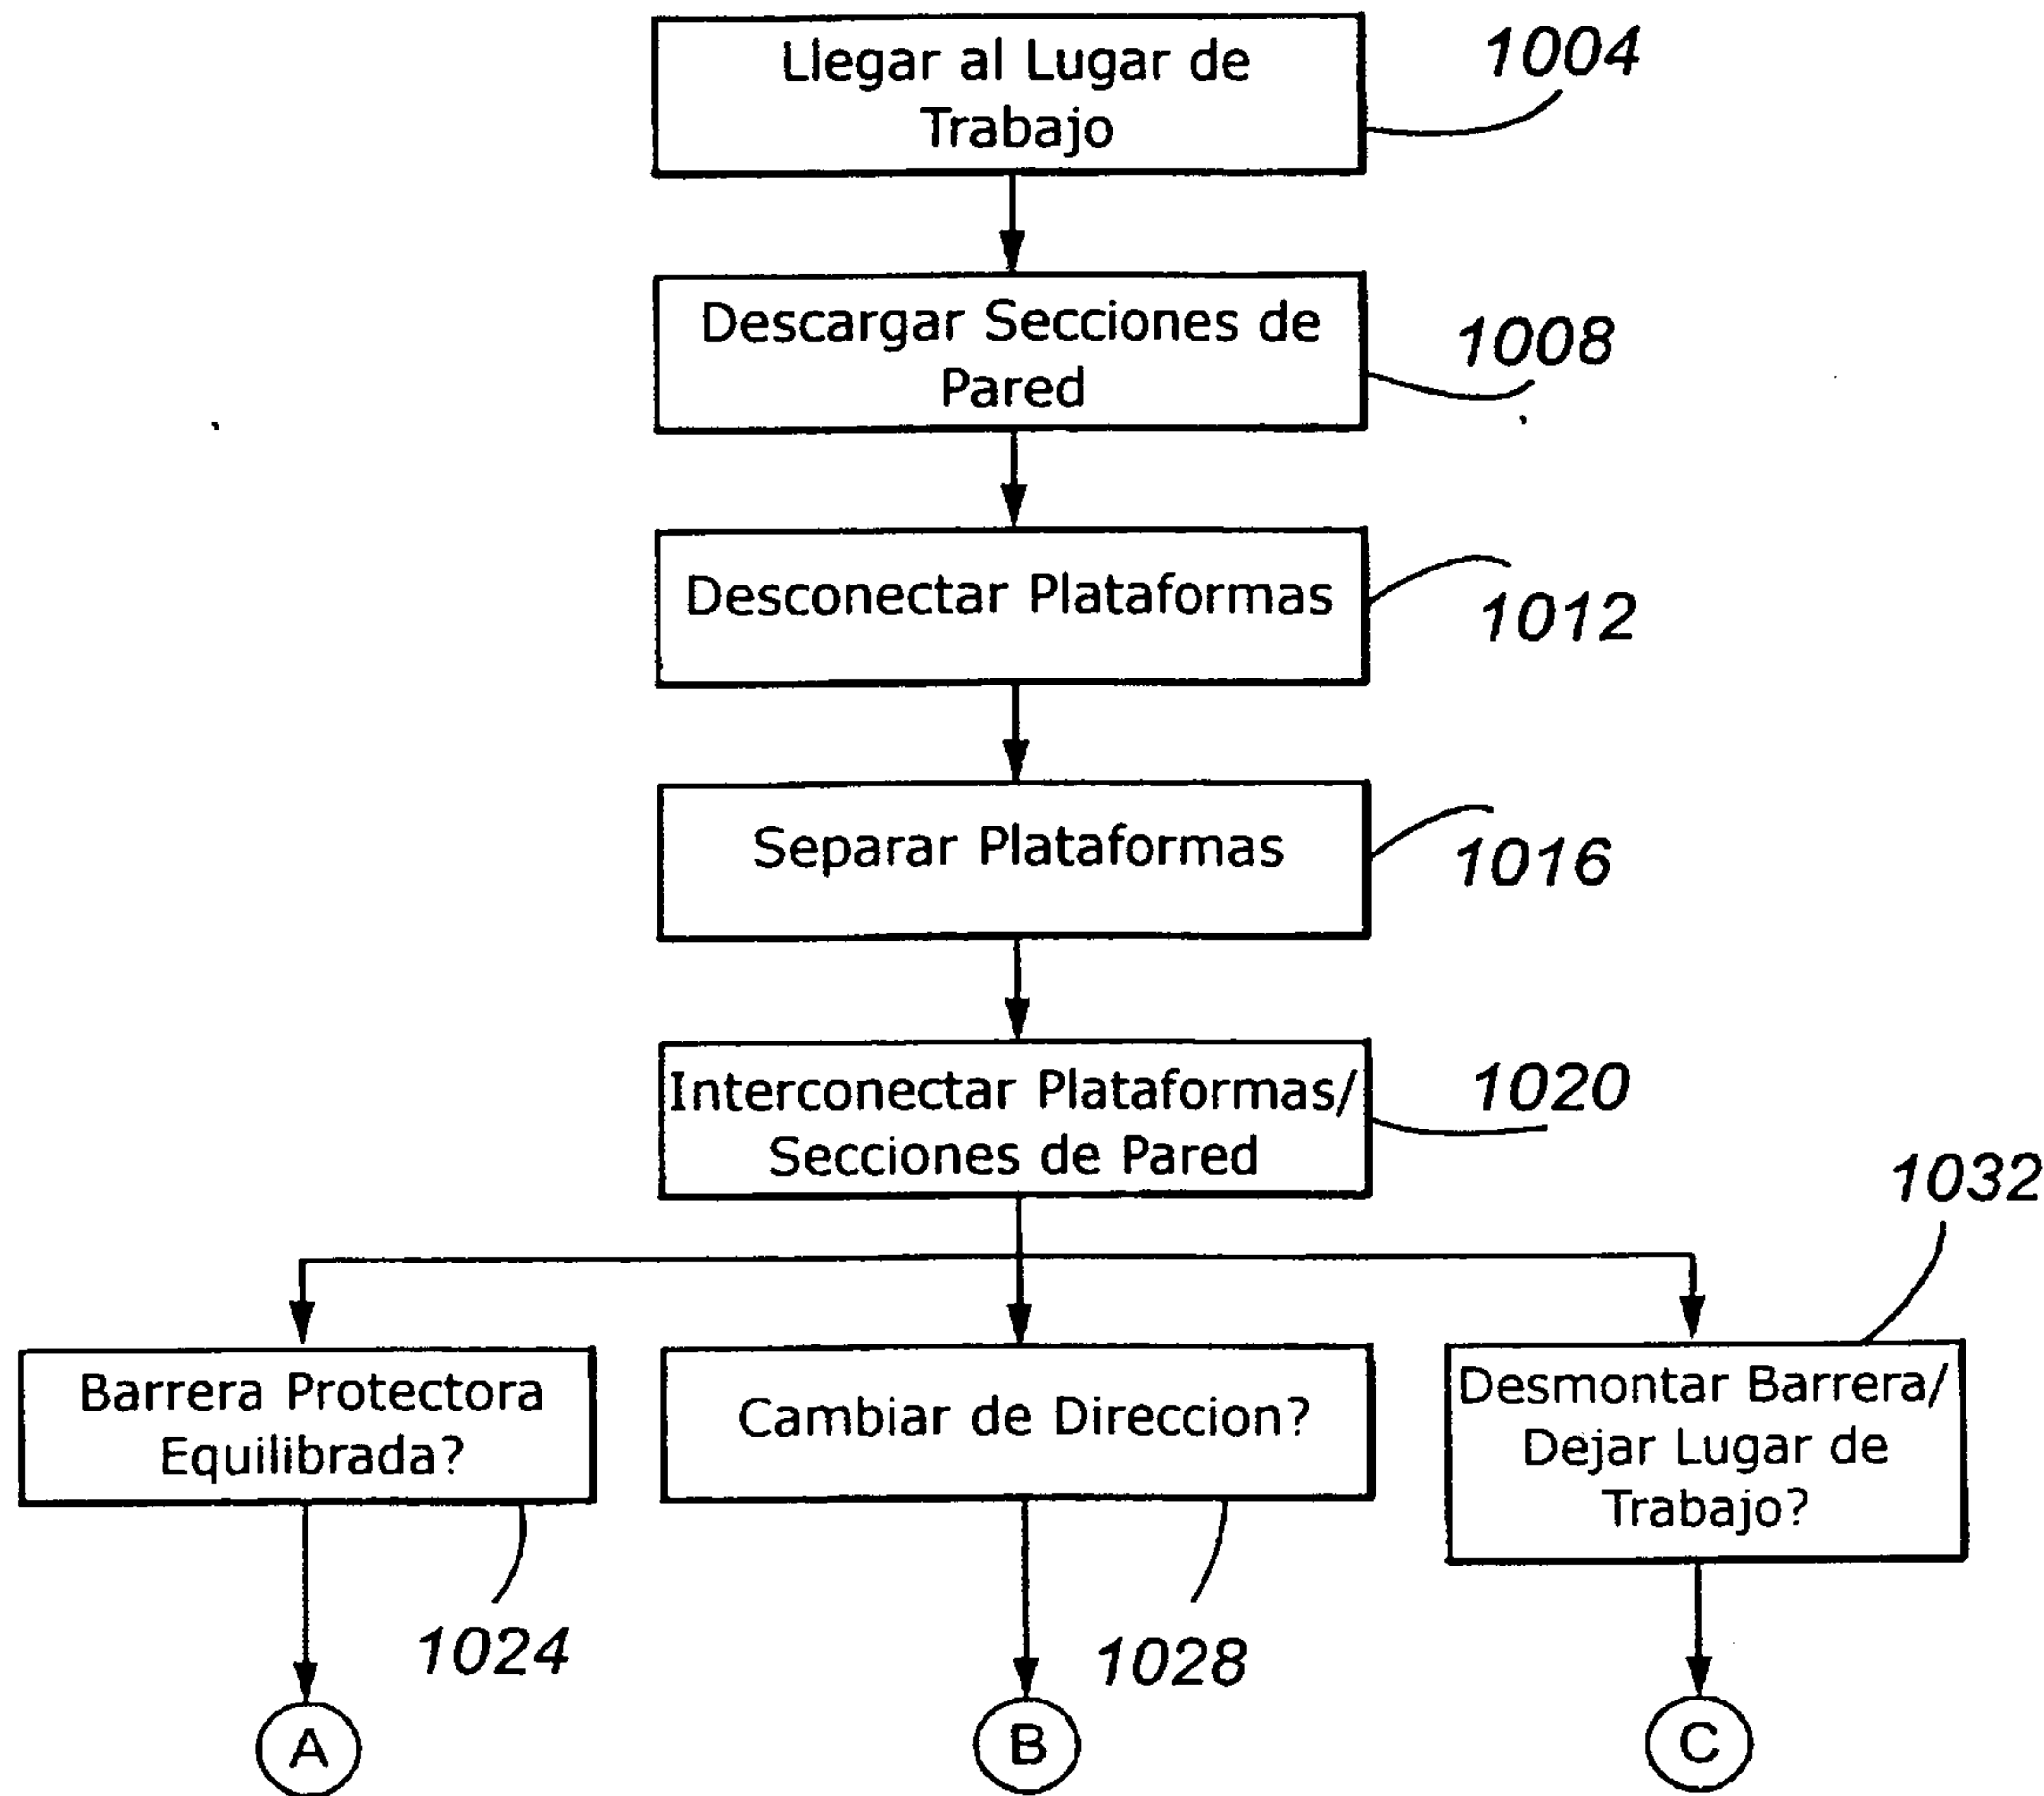 Llegar al Lugar de
Trabajo
1004
Descargar Secciones de
Pared
1008
Desconectar Plataformas
1012
Separar Plataformas
1016
Interconectar Plataformas/
Secciones de Pared
1020
1032
Barrera Protectora
Equilibrada?
Cambiar de Direccion?
Desmontar Barrera/
Dejar Lugar de
Trabajo?
1024
1028
A
B
C